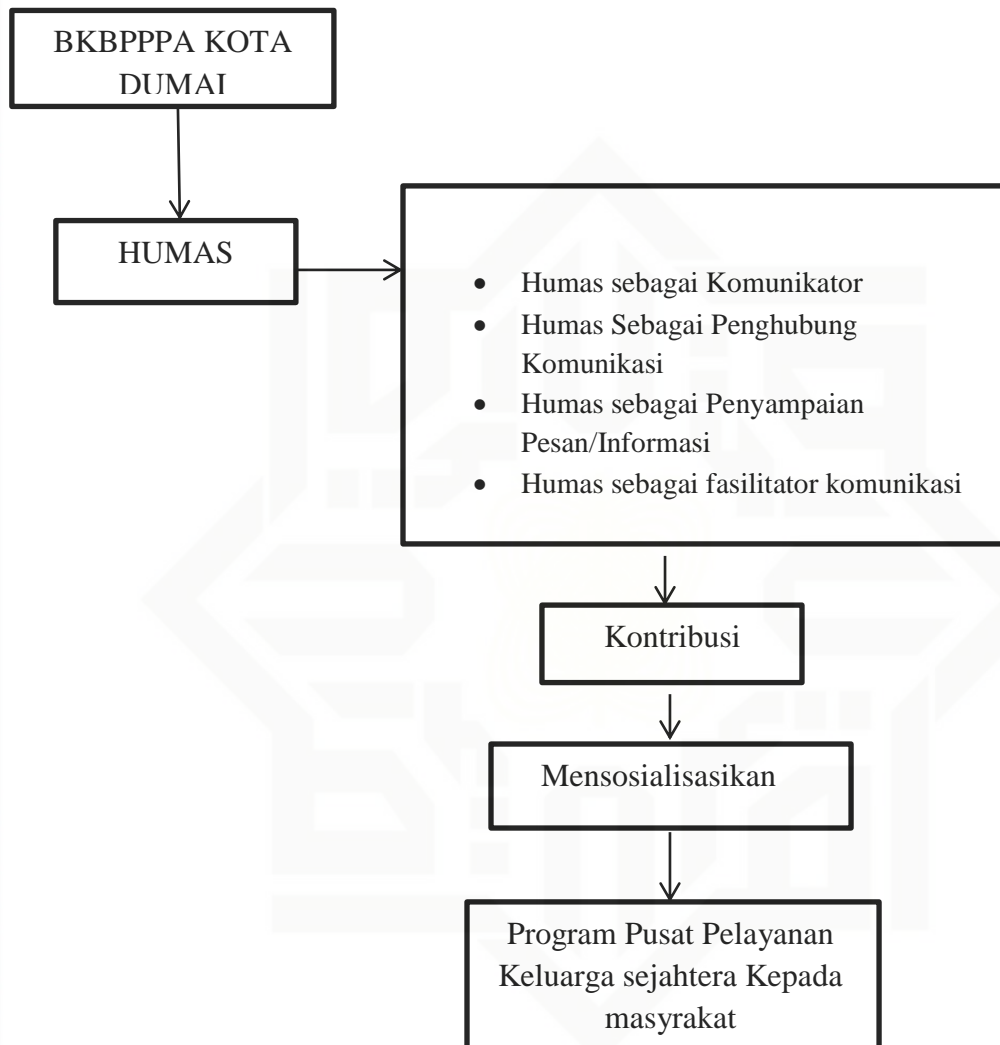 BKBPPPA KOTA
DUMAI
HUMAS
• Humas sebagai Komunikator
• Humas Sebagai Penghubung
Komunikasi
• Humas sebagai Penyampaian
Pesan/Informasi
• Humas sebagai fasilitator komunikasi
Kontribusi
Mensosialisasikan
Program Pusat Pelayanan
Keluarga sejahtera Kepada
masyrakat